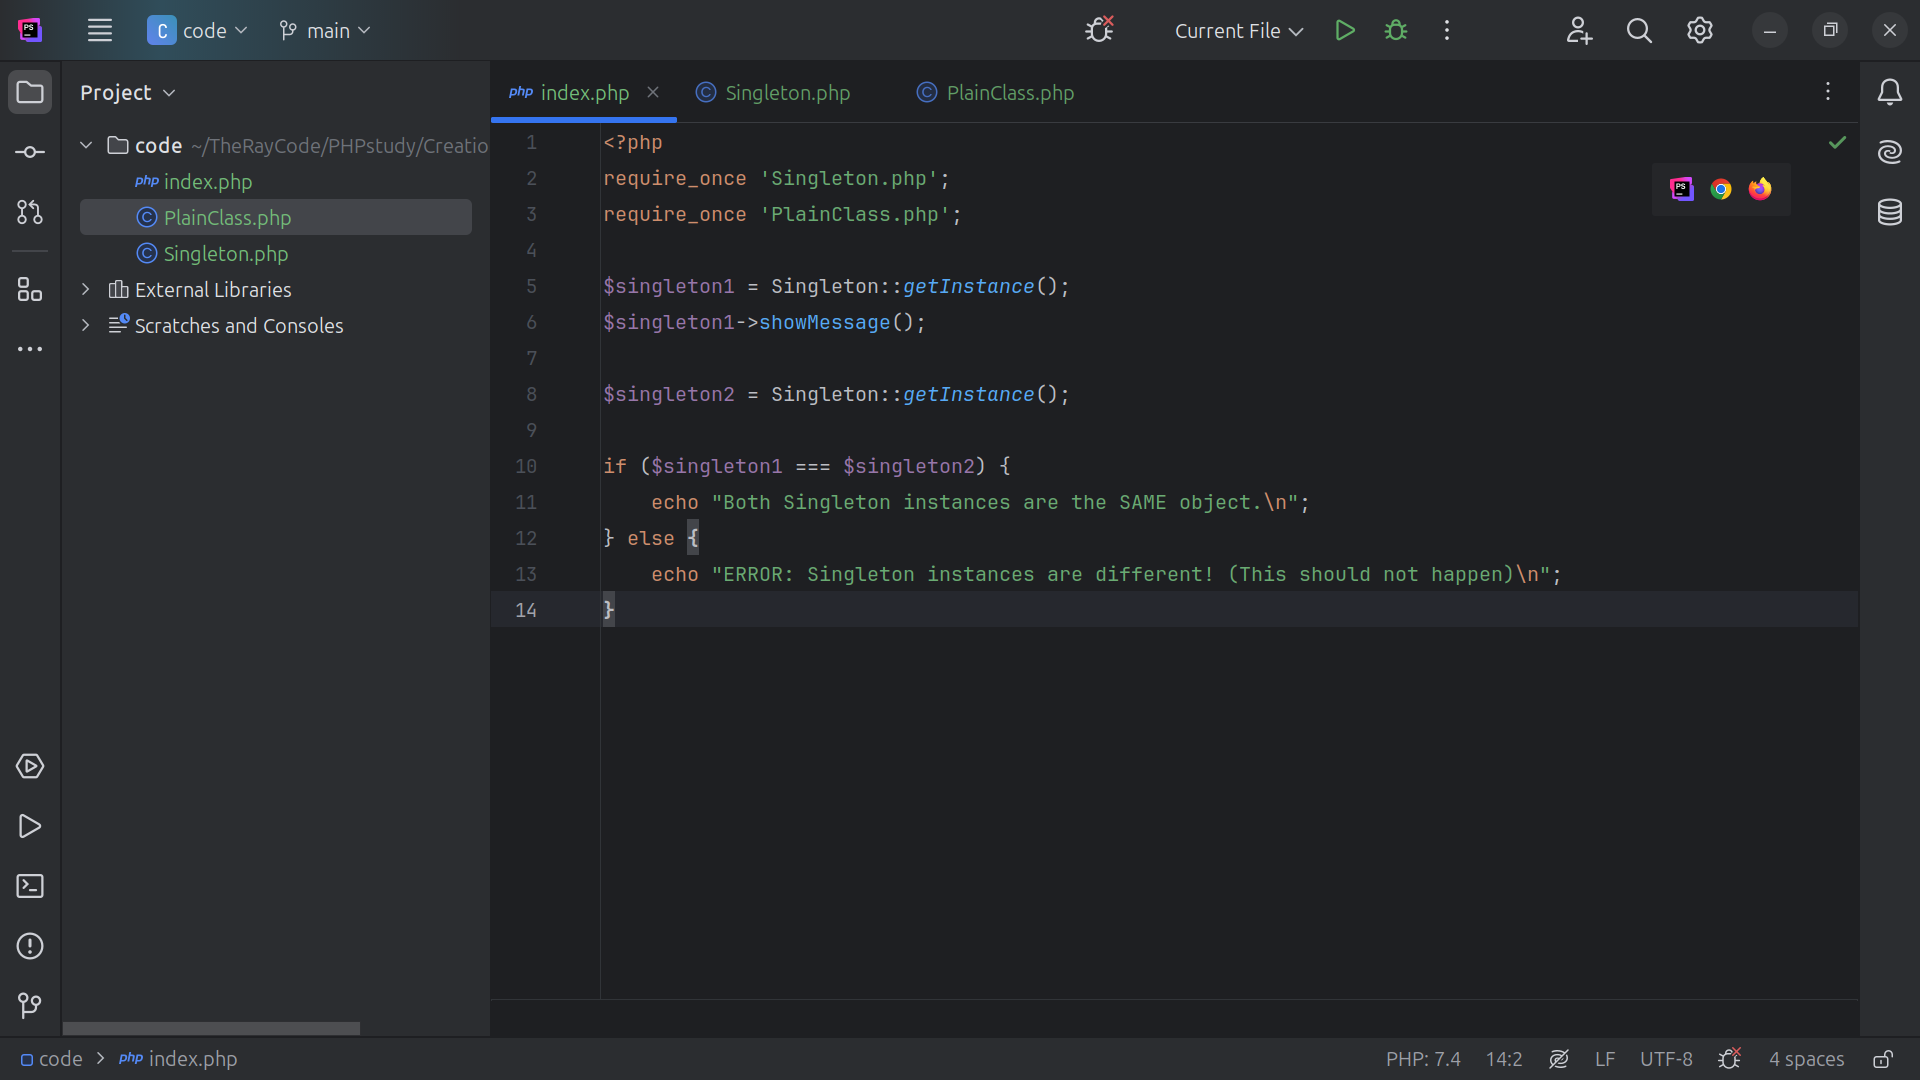 PS
C code
main
Current File
Project
php index.php
C Singleton.php
C PlainClass.php
code ~/TheRayCode/PHPstudy/Creatio
php index.php
C PlainClass.php
C Singleton.php
External Libraries
Scratches and Consoles
1 <?php
2 require_once 'Singleton.php';
3 require_once 'PlainClass.php';
4
5 $singleton1 = Singleton::getInstance();
6 $singleton1->showMessage();
7
8 $singleton2 = Singleton::getInstance();
9
10 if ($singleton1 === $singleton2) {
11     echo "Both Singleton instances are the SAME object.\n";
12 } else {
13     echo "ERROR: Singleton instances are different! (This should not happen)\n";
14 }
PS
code > php index.php
PHP: 7.4
14:2
LF
UTF-8
4 spaces